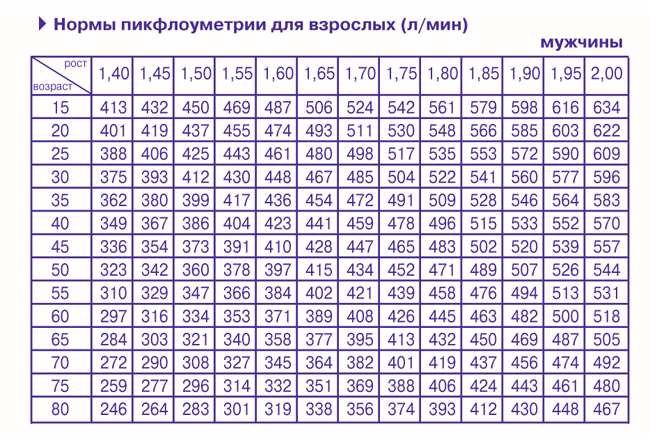 Нормы пикфлоуметрии для взрослых (л/мин)
мужчины
рост
возраст
1,40 1,45 1,50 1,55 1,60 1,65 1,70 1,75 1,80 1,85 1,90 1,95 2,00
15 413 432 450 469 487 506 524 542 561 579 598 616 634
20 401 419 437 455 474 493 511 530 548 566 585 603 622
25 388 406 425 443 461 480 498 517 535 553 572 590 609
30 375 393 412 430 448 467 485 504 522 541 560 577 596
35 362 380 399 417 436 454 472 491 509 528 546 564 583
40 349 367 386 404 423 441 459 478 496 515 533 552 570
45 336 354 373 391 410 428 447 465 483 502 520 539 557
50 323 342 360 378 397 415 434 452 471 489 507 526 544
55 310 329 347 366 384 402 421 439 458 476 494 513 531
60 297 316 334 353 371 389 408 426 445 463 482 500 518
65 284 303 321 340 358 377 395 413 432 450 469 487 505
70 272 290 308 327 345 364 382 401 419 437 456 474 492
75 259 277 296 314 332 351 369 388 406 424 443 461 480
80 246 264 283 301 319 338 356 374 393 412 430 448 467